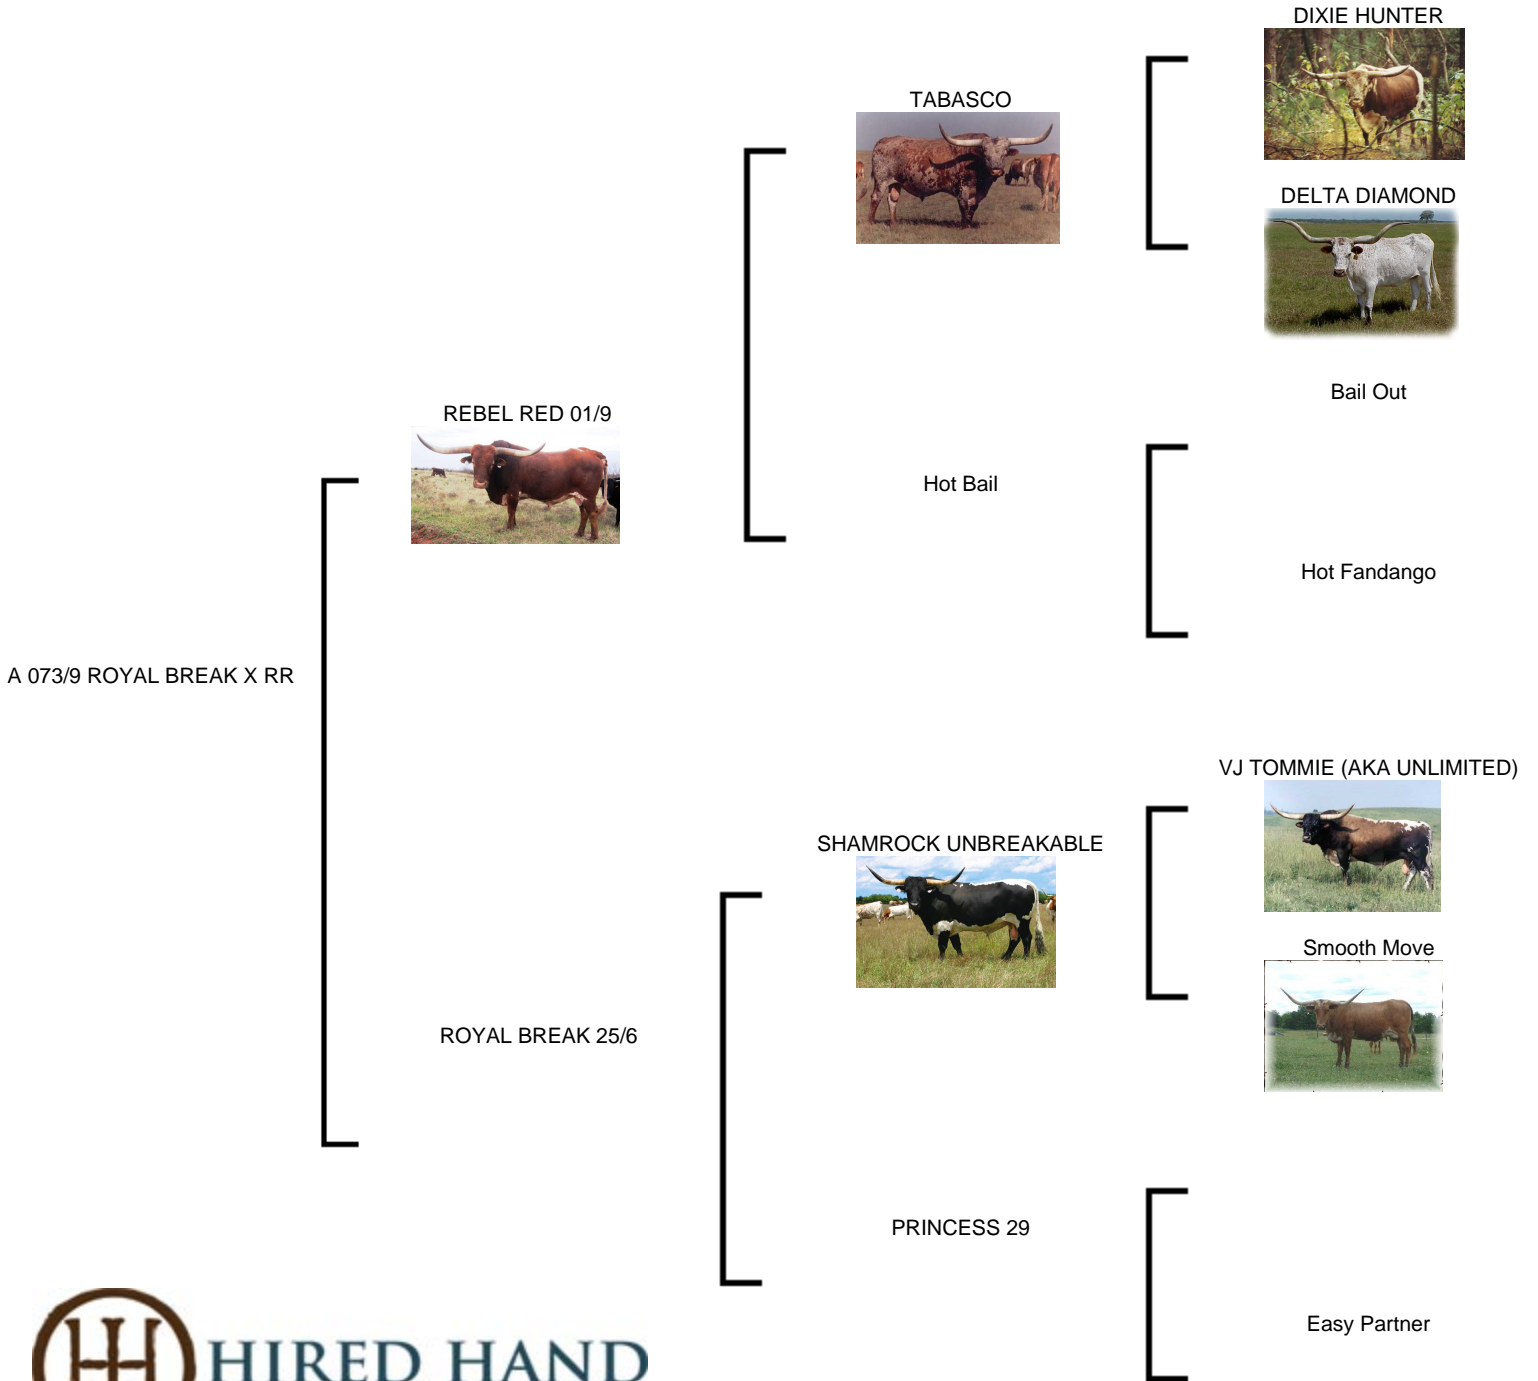 DIXIE HUNTER
TABASCO
DELTA DIAMOND
Bail Out
REBEL RED 01/9
Hot Bail
Hot Fandango
A 073/9 ROYAL BREAK X RR
VJ TOMMIE (AKA UNLIMITED)
SHAMROCK UNBREAKABLE
Smooth Move
ROYAL BREAK 25/6
PRINCESS 29
Easy Partner
HIRED HAND